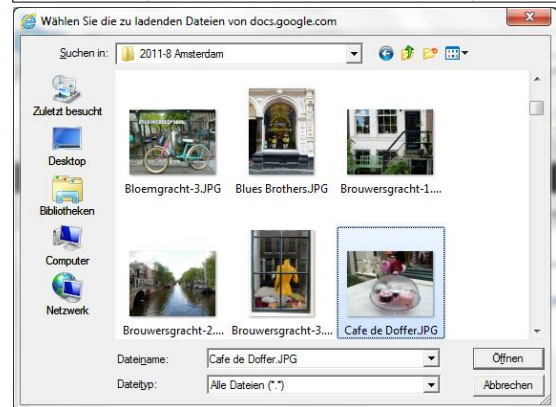 Wählen Sie die zu ladenden Dateien von docs.google.com
Suchen in: 2011-8 Amsterdam
Zuletzt besucht
Desktop
Bibliotheken
Computer
Netzwerk
Bloemgracht-3.JPG Blues Brothers.JPG Brouwersgracht-1....
Brouwersgracht-2.... Brouwersgracht-3.... Cafe de Doffer.JPG
Dateiname: Cafe de Doffer.JPG Öffnen
Dateityp: Alle Dateien (*.*) Abbrechen